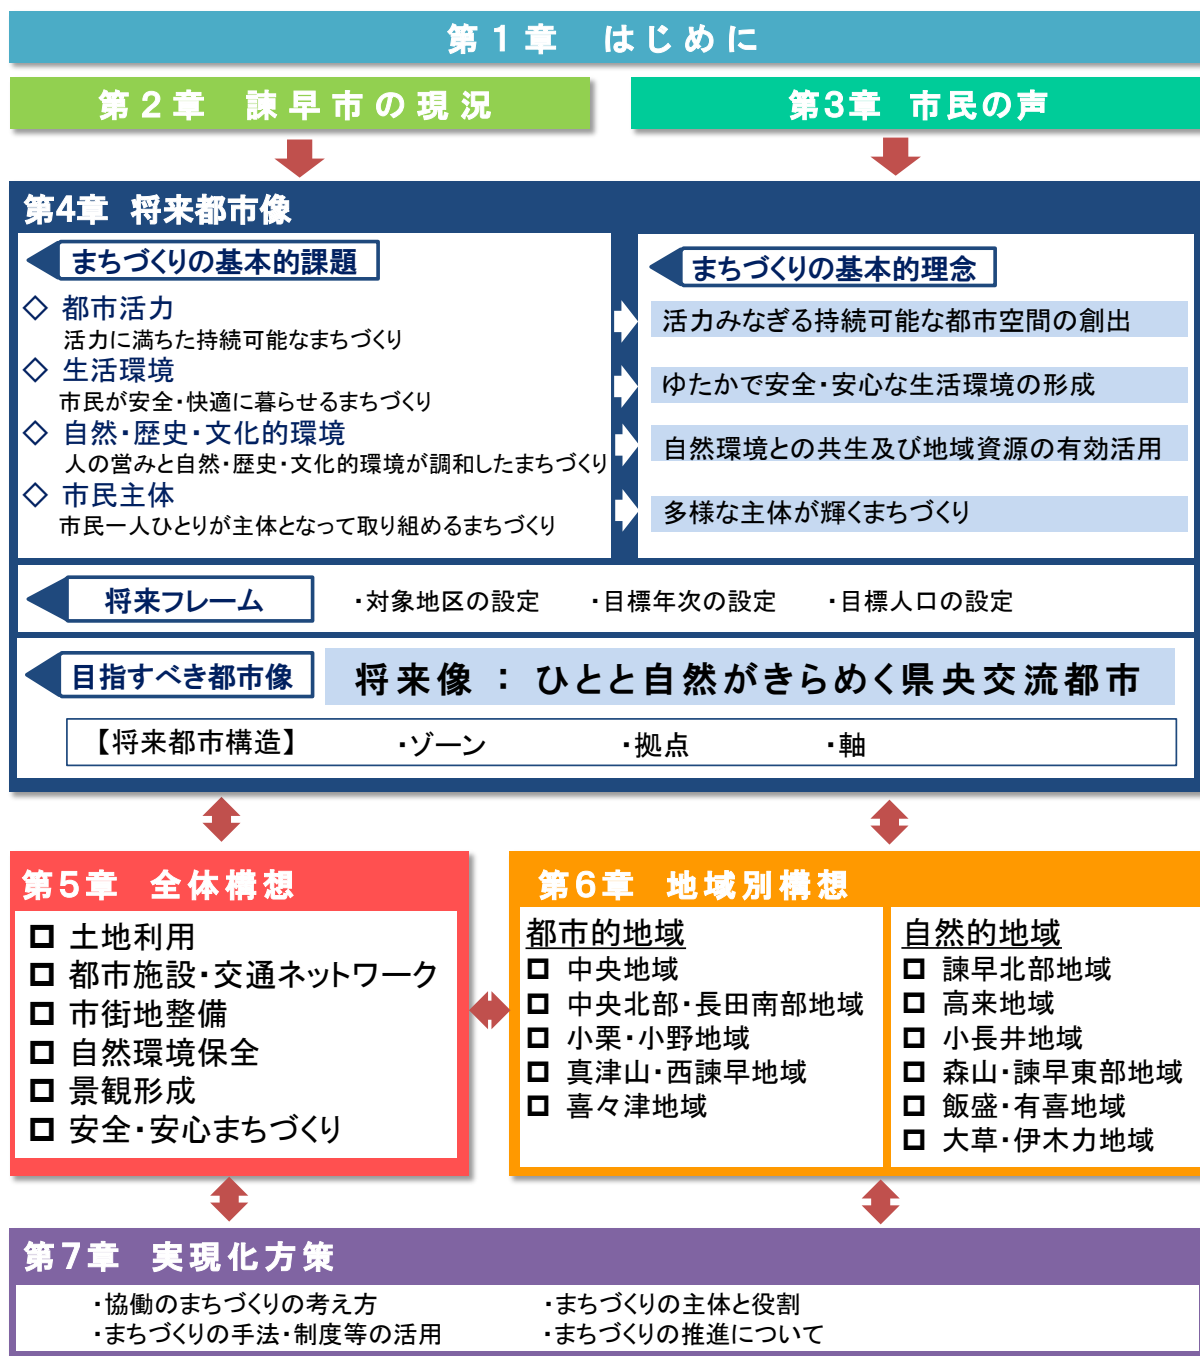 第1章 はじめに
第2章 諫早市の現況
第3章 市民の声
第4章 将来都市像
まちづくりの基本的課題
◇ 都市活力
活力に満ちた持続可能なまちづくり
◇ 生活環境
市民が安全・快適に暮らせるまちづくり
◇ 自然・歴史・文化的環境
人の営みと自然・歴史・文化的環境が調和したまちづくり
◇ 市民主体
市民一人ひとりが主体となって取り組めるまちづくり
まちづくりの基本的理念
活力みなぎる持続可能な都市空間の創出
ゆたかで安全・安心な生活環境の形成
自然環境との共生及び地域資源の有効活用
多様な主体が輝くまちづくり
将来フレーム
・対象地区の設定 ・目標年次の設定 ・目標人口の設定
目指すべき都市像
将来像 : ひとと自然がきらめく県央交流都市
【将来都市構造】 ・ゾーン ・拠点 ・軸
第5章 全体構想
土地利用
都市施設・交通ネットワーク
市街地整備
自然環境保全
景観形成
安全・安心まちづくり
第6章 地域別構想
都市的地域
中央地域
中央北部・長田南部地域
小栗・小野地域
真津山・西諫早地域
喜々津地域
自然的地域
諫早北部地域
高来地域
小長井地域
森山・諫早東部地域
飯盛・有喜地域
大草・伊木力地域
第7章 実現化方策
・協働のまちづくりの考え方 ・まちづくりの主体と役割
・まちづくりの手法・制度等の活用 ・まちづくりの推進について